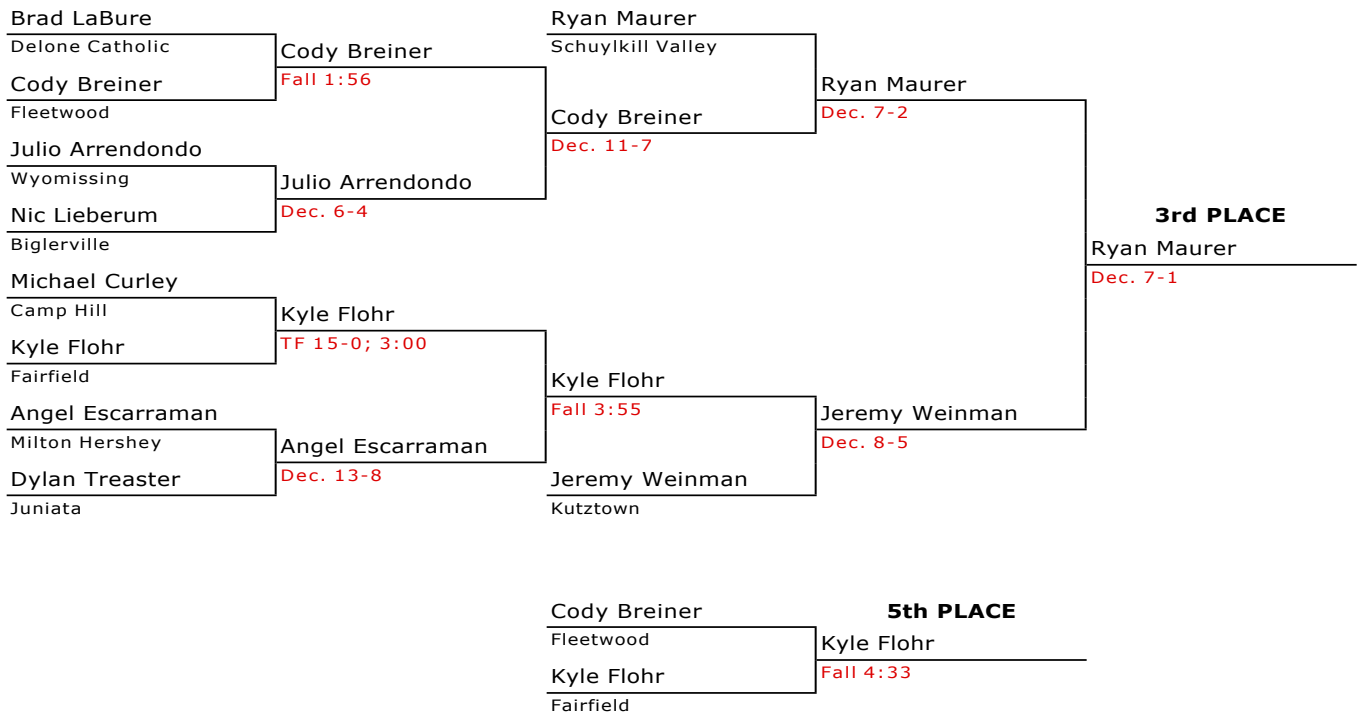 Brad LaBure
Delone Catholic
Cody Breiner
Fleetwood
Julio Arrendondo
Wyomissing
Nic Lieberum
Biglerville
Michael Curley
Camp Hill
Kyle Flohr
Fairfield
Angel Escarraman
Milton Hershey
Dylan Treaster
Juniata
Cody Breiner
Fall 1:56
Julio Arrendondo
Dec. 6-4
Kyle Flohr
TF 15-0; 3:00
Angel Escarraman
Dec. 13-8
Ryan Maurer
Schuylkill Valley
Cody Breiner
Dec. 11-7
Kyle Flohr
Fall 3:55
Jeremy Weinman
Kutztown
Ryan Maurer
Dec. 7-2
Jeremy Weinman
Dec. 8-5
3rd PLACE
Ryan Maurer
Dec. 7-1
Cody Breiner
Fleetwood
Kyle Flohr
Fairfield
5th PLACE
Kyle Flohr
Fall 4:33